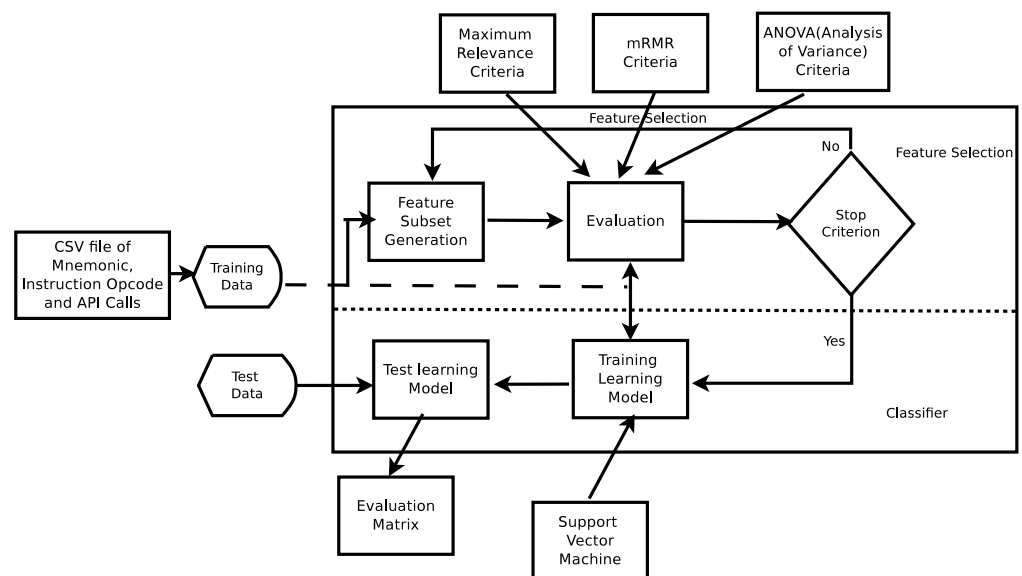 Maximum
Relevance
Criteria
mRMR
Criteria
ANOVA(Analysis
of Variance)
Criteria
Feature Selection
No
Feature Selection
Feature
Subset
Generation
Evaluation
Stop
Criterion
CSV file of
Mnemonic,
Instruction Opcode
and API Calls
Training
Data
Yes
Test
Data
Test learning
Model
Training
Learning
Model
Classifier
Evaluation
Matrix
Support
Vector
Machine